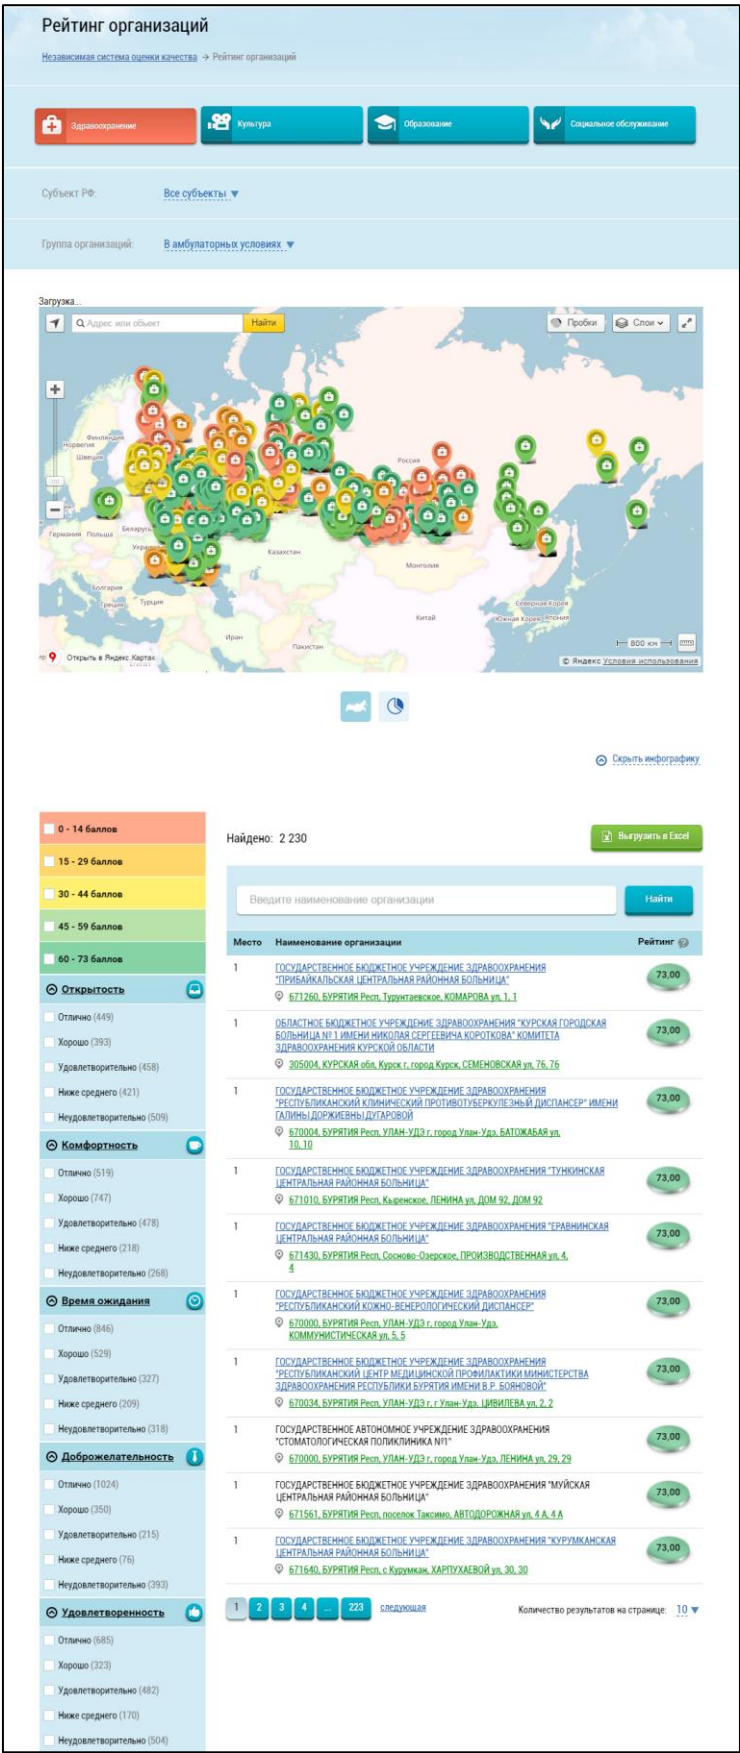 Рейтинг организаций
Независимая система оценки качества → Рейтинг организаций
Здравоохранение
Культура
Образование
Социальное обслуживание
Субъект РФ: Все субъекты ▼
Группа организаций: В амбулаторных условиях ▼
Загрузка...
Адрес или объект
Найти
Пробки
Слои
Финляндия
Норвегия
Швеция
Россия
Германия
Польша
Беларусь
Казахстан
Монголия
Болгария
Греция
Турция
Северная Корея
Южная Корея
Япония
Китай
Иран
Пакистан
800 км
Открыть в Яндекс.Картах
© Яндекс Условия использования
Скрыть инфографику
0 - 14 баллов
15 - 29 баллов
30 - 44 баллов
45 - 59 баллов
60 - 73 баллов
Открытость
Отлично (449)
Хорошо (393)
Удовлетворительно (458)
Ниже среднего (421)
Неудовлетворительно (509)
Комфортность
Отлично (519)
Хорошо (747)
Удовлетворительно (478)
Ниже среднего (218)
Неудовлетворительно (268)
Время ожидания
Отлично (846)
Хорошо (529)
Удовлетворительно (327)
Ниже среднего (209)
Неудовлетворительно (318)
Доброжелательность
Отлично (1024)
Хорошо (350)
Удовлетворительно (215)
Ниже среднего (76)
Неудовлетворительно (393)
Удовлетворенность
Отлично (685)
Хорошо (323)
Удовлетворительно (482)
Ниже среднего (170)
Неудовлетворительно (504)
Найдено: 2 230
Выгрузить в Excel
Введите наименование организации
Найти
Место Наименование организации Рейтинг
1 ГОСУДАРСТВЕННОЕ БЮДЖЕТНОЕ УЧРЕЖДЕНИЕ ЗДРАВООХРАНЕНИЯ 73,00
"ПРИБАЙКАЛЬСКАЯ ЦЕНТРАЛЬНАЯ РАЙОННАЯ БОЛЬНИЦА"
671260, БУРЯТИЯ Респ, Турунтаевское, КОМАРОВА ул, 1, 1
1 ОБЛАСТНОЕ БЮДЖЕТНОЕ УЧРЕЖДЕНИЕ ЗДРАВООХРАНЕНИЯ "КУРСКАЯ ГОРОДСКАЯ 73,00
БОЛЬНИЦА № 1 ИМЕНИ НИКОЛАЯ СЕРГЕЕВИЧА КОРОТКОВА" КОМИТЕТА
ЗДРАВООХРАНЕНИЯ КУРСКОЙ ОБЛАСТИ
305004, КУРСКАЯ обл, Курск г, город Курск, СЕМЕНОВСКАЯ ул, 76, 76
1 ГОСУДАРСТВЕННОЕ БЮДЖЕТНОЕ УЧРЕЖДЕНИЕ ЗДРАВООХРАНЕНИЯ 73,00
"РЕСПУБЛИКАНСКИЙ КЛИНИЧЕСКИЙ ПРОТИВОТУБЕРКУЛЕЗНЫЙ ДИСПАНСЕР" ИМЕНИ
ГАЛИНЫ ДОРЖИЕВНЫ ДУГАРОВОЙ
670004, БУРЯТИЯ Респ, УЛАН-УДЭ г, город Улан-Удэ, БАТОЖАБАЯ ул,
10, 10
1 ГОСУДАРСТВЕННОЕ БЮДЖЕТНОЕ УЧРЕЖДЕНИЕ ЗДРАВООХРАНЕНИЯ "ТУНКИНСКАЯ 73,00
ЦЕНТРАЛЬНАЯ РАЙОННАЯ БОЛЬНИЦА"
671010, БУРЯТИЯ Респ, Кыренское, ЛЕНИНА ул, ДОМ 92, ДОМ 92
1 ГОСУДАРСТВЕННОЕ БЮДЖЕТНОЕ УЧРЕЖДЕНИЕ ЗДРАВООХРАНЕНИЯ "ЕРАВНИНСКАЯ 73,00
ЦЕНТРАЛЬНАЯ РАЙОННАЯ БОЛЬНИЦА"
671430, БУРЯТИЯ Респ, Сосново-Озерское, ПРОИЗВОДСТВЕННАЯ ул, 4,
4
1 ГОСУДАРСТВЕННОЕ БЮДЖЕТНОЕ УЧРЕЖДЕНИЕ ЗДРАВООХРАНЕНИЯ 73,00
"РЕСПУБЛИКАНСКИЙ КОЖНО-ВЕНЕРОЛОГИЧЕСКИЙ ДИСПАНСЕР"
670000, БУРЯТИЯ Респ, УЛАН-УДЭ г, город Улан-Удэ,
КОММУНИСТИЧЕСКАЯ ул, 5, 5
1 ГОСУДАРСТВЕННОЕ БЮДЖЕТНОЕ УЧРЕЖДЕНИЕ ЗДРАВООХРАНЕНИЯ 73,00
"РЕСПУБЛИКАНСКИЙ ЦЕНТР МЕДИЦИНСКОЙ ПРОФИЛАКТИКИ МИНИСТЕРСТВА
ЗДРАВООХРАНЕНИЯ РЕСПУБЛИКИ БУРЯТИЯ ИМЕНИ В.Р. БОЯНОВОЙ"
670034, БУРЯТИЯ Респ, УЛАН-УДЭ г, г Улан-Удэ, ЦИВИЛЕВА ул, 2, 2
1 ГОСУДАРСТВЕННОЕ АВТОНОМНОЕ УЧРЕЖДЕНИЕ ЗДРАВООХРАНЕНИЯ 73,00
"СТОМАТОЛОГИЧЕСКАЯ ПОЛИКЛИНИКА №1"
670000, БУРЯТИЯ Респ, УЛАН-УДЭ г, город Улан-Удэ, ЛЕНИНА ул, 29, 29
1 ГОСУДАРСТВЕННОЕ БЮДЖЕТНОЕ УЧРЕЖДЕНИЕ ЗДРАВООХРАНЕНИЯ "МУЙСКАЯ 73,00
ЦЕНТРАЛЬНАЯ РАЙОННАЯ БОЛЬНИЦА"
671561, БУРЯТИЯ Респ, поселок Таксимо, АВТОДОРОЖНАЯ ул, 4 А, 4 А
1 ГОСУДАРСТВЕННОЕ БЮДЖЕТНОЕ УЧРЕЖДЕНИЕ ЗДРАВООХРАНЕНИЯ "КУРУМКАНСКАЯ 73,00
ЦЕНТРАЛЬНАЯ РАЙОННАЯ БОЛЬНИЦА"
671640, БУРЯТИЯ Респ, с Курумкан, ХАРПУХАЕВОЙ ул, 30, 30
1 2 3 4 ... 223 следующая
Количество результатов на странице: 10 ▼